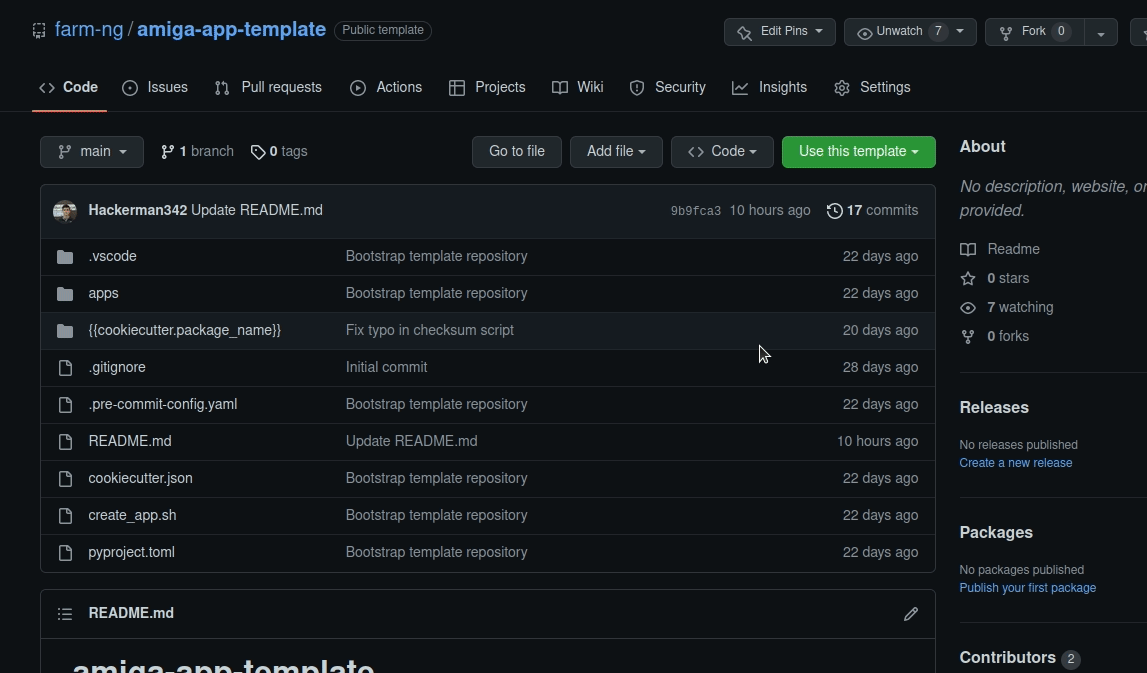 farm-ng / amiga-app-template Public template Edit Pins Unwatch 7 Fork 0
Code Issues Pull requests Actions Projects Wiki Security Insights Settings
main 1 branch 0 tags Go to file Add file Code Use this template
About
No description, website, or
provided.
Hackerman342 Update README.md 9b9fca3 10 hours ago 17 commits
.vscode Bootstrap template repository 22 days ago
apps Bootstrap template repository 22 days ago
{{cookiecutter.package_name}} Fix typo in checksum script 20 days ago
.gitignore Initial commit 28 days ago
.pre-commit-config.yaml Bootstrap template repository 22 days ago
README.md Update README.md 10 hours ago
cookiecutter.json Bootstrap template repository 22 days ago
create_app.sh Bootstrap template repository 22 days ago
pyproject.toml Bootstrap template repository 22 days ago
Readme
0 stars
7 watching
0 forks
Releases
No releases published
Create a new release
Packages
No packages published
Publish your first package
Contributors 2
README.md
amiga-app-template